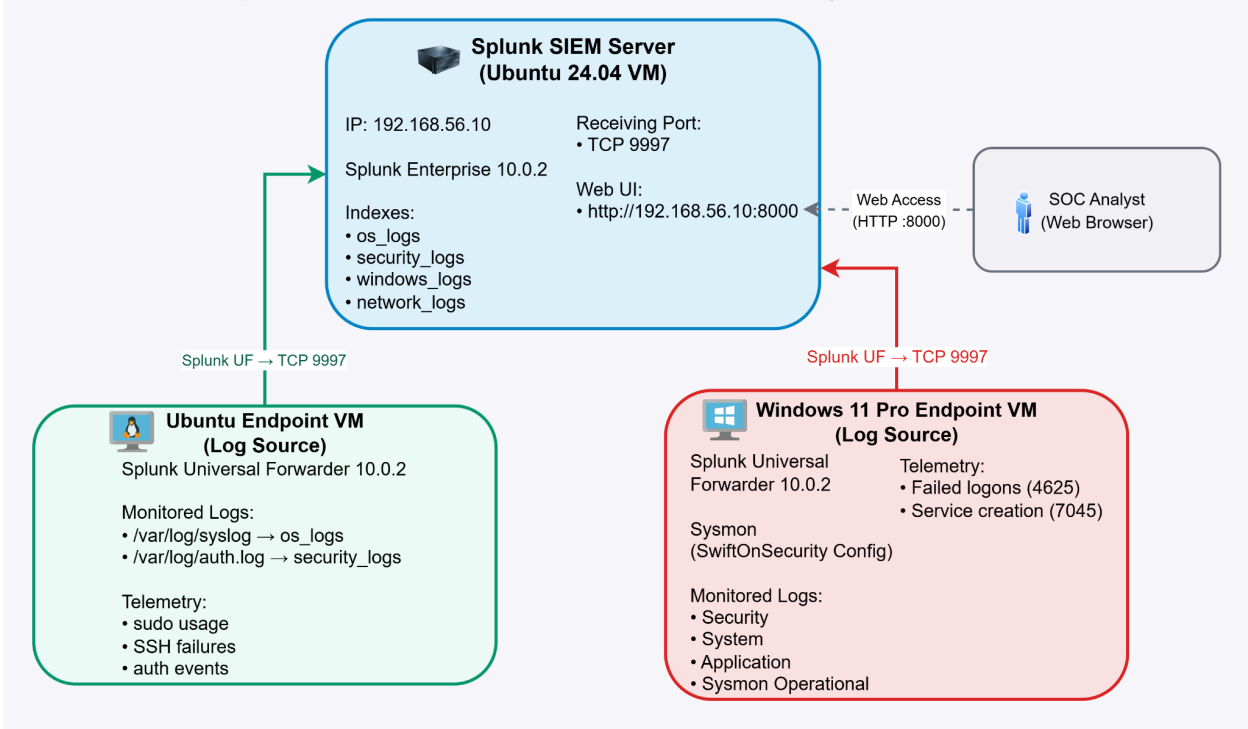 Splunk SIEM Server
(Ubuntu 24.04 VM)
IP: 192.168.56.10
Splunk Enterprise 10.0.2
Indexes:
• os_logs
• security_logs
• windows_logs
• network_logs
Receiving Port:
• TCP 9997
Web UI:
• http://192.168.56.10:8000
Web Access
(HTTP :8000)
SOC Analyst
(Web Browser)
Splunk UF → TCP 9997
Splunk UF → TCP 9997
Ubuntu Endpoint VM
(Log Source)
Splunk Universal Forwarder 10.0.2
Monitored Logs:
• /var/log/syslog → os_logs
• /var/log/auth.log → security_logs
Telemetry:
• sudo usage
• SSH failures
• auth events
Windows 11 Pro Endpoint VM
(Log Source)
Splunk Universal
Forwarder 10.0.2
Sysmon
(SwiftOnSecurity Config)
Monitored Logs:
• Security
• System
• Application
• Sysmon Operational
Telemetry:
• Failed logons (4625)
• Service creation (7045)